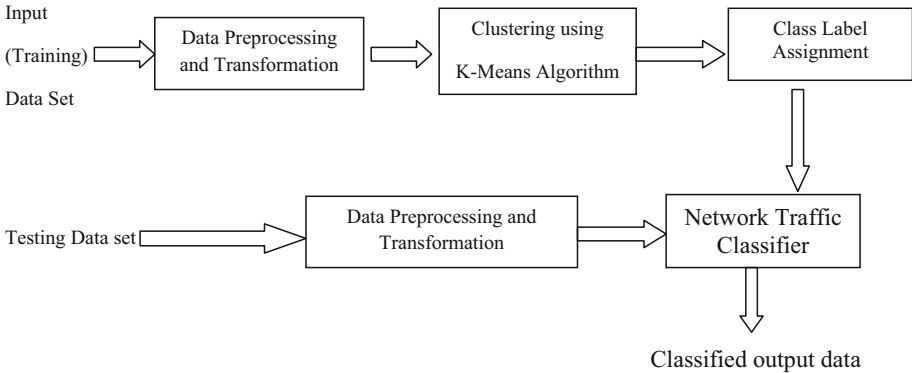 Input
(Training)
Data Set
Data Preprocessing
and Transformation
Clustering using
K-Means Algorithm
Class Label
Assignment
Testing Data set
Data Preprocessing and
Transformation
Network Traffic
Classifier
Classified output data